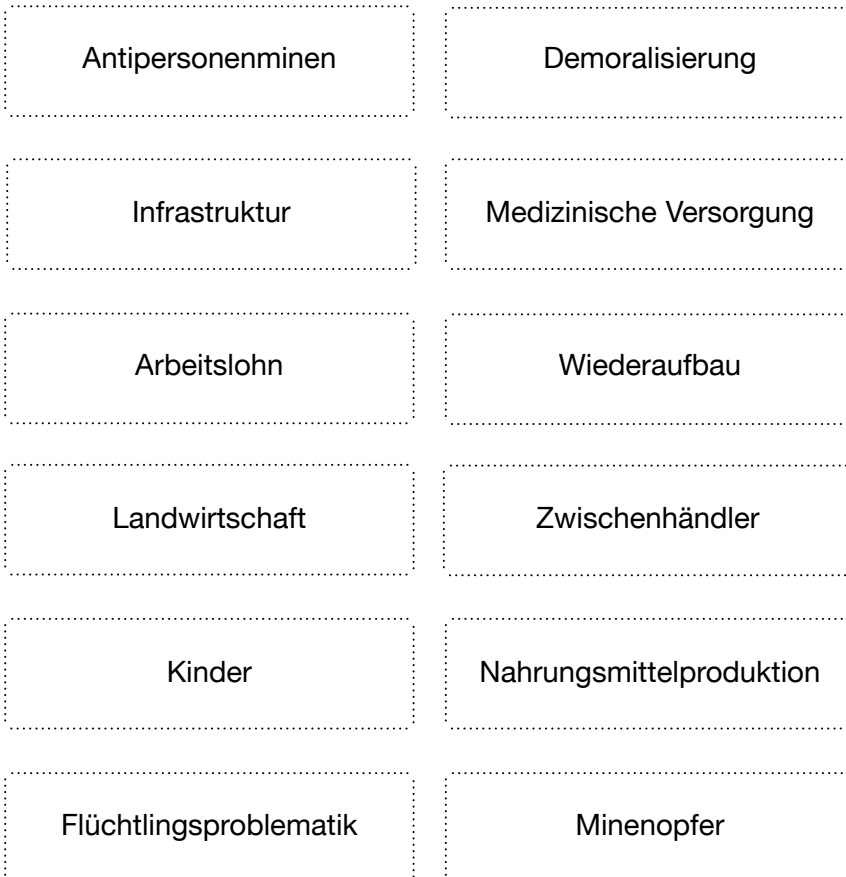 Antipersonenminen
Demoralisierung
Infrastruktur
Medizinische Versorgung
Arbeitslohn
Wiederaufbau
Landwirtschaft
Zwischenhändler
Kinder
Nahrungsmittelproduktion
Flüchtlingsproblematik
Minenopfer